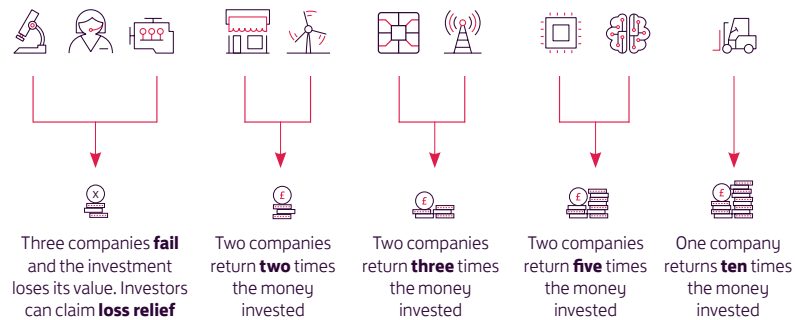 X
£
£
£
£
Three companies fail
and the investment
loses its value. Investors
can claim loss relief
Two companies
return two times
the money
invested
Two companies
return three times
the money
invested
Two companies
return five times
the money
invested
One company
returns ten times
the money
invested